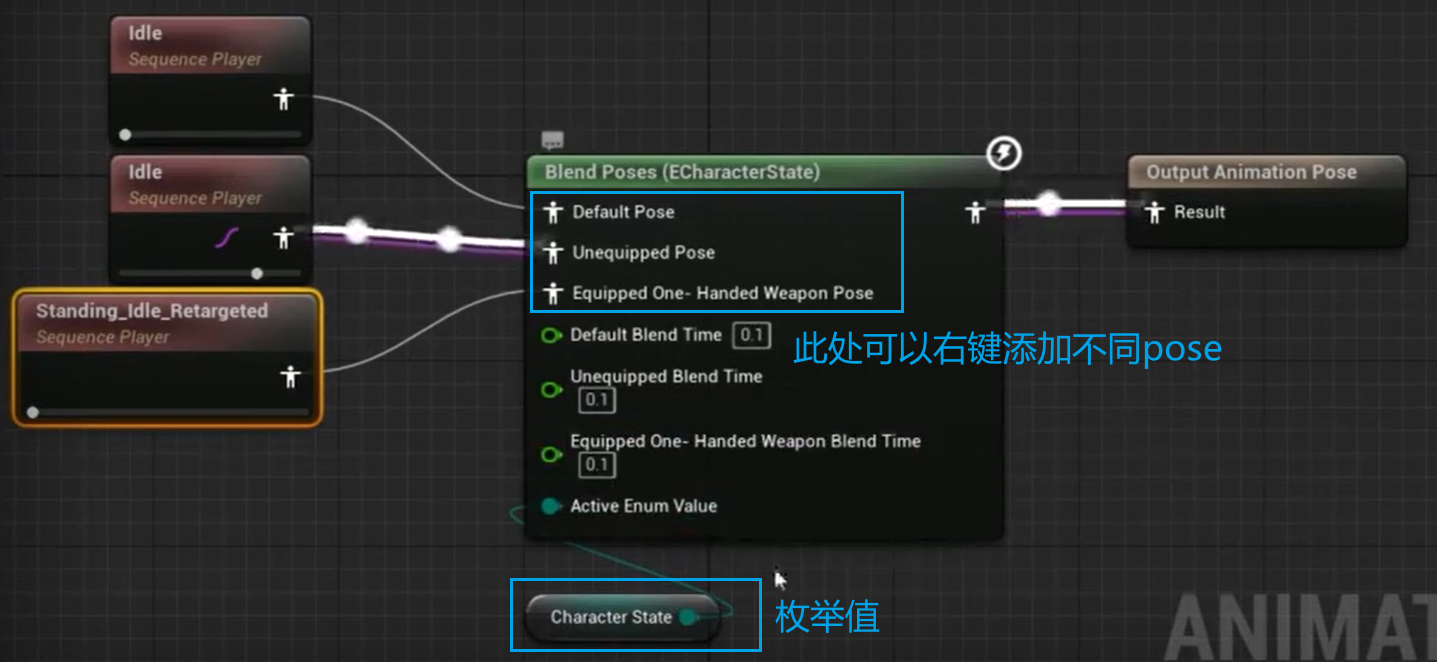 Idle
Sequence Player
Idle
Sequence Player
Standing_Idle_Retargeted
Sequence Player
Blend Poses (ECharacterState)
Default Pose
Unequipped Pose
Equipped One- Handed Weapon Pose
Default Blend Time 0.1
Unequipped Blend Time
0.1
Equipped One- Handed Weapon Blend Time
0.1
Active Enum Value
此处可以右键添加不同pose
Output Animation Pose
Result
Character State
枚举值
ANIMAT